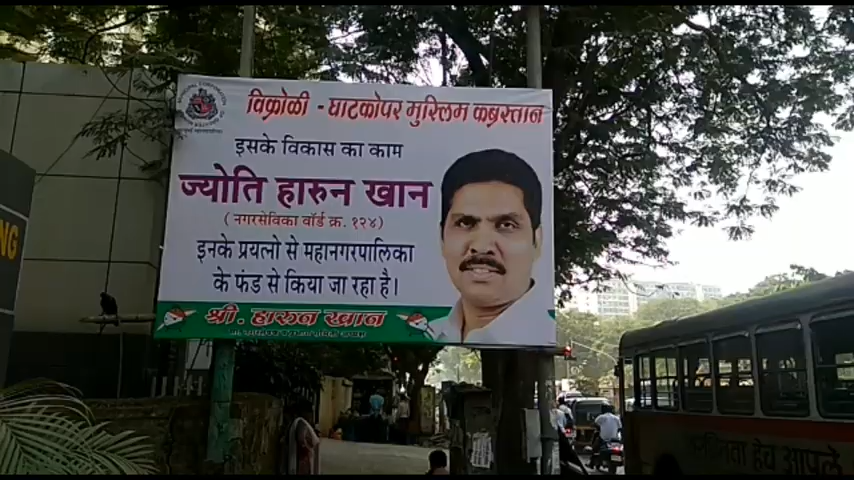 विक्रोळी - घाटकोपर मुस्लिम कब्रस्तान
इसके विकास का काम
ज्योति हारुन खान
( नगरसेविका वॉर्ड क्र. १२४)
इनके प्रयत्नो से महानगरपालिका
के फंड से किया जा रहा है।
श्री. हारुन खान